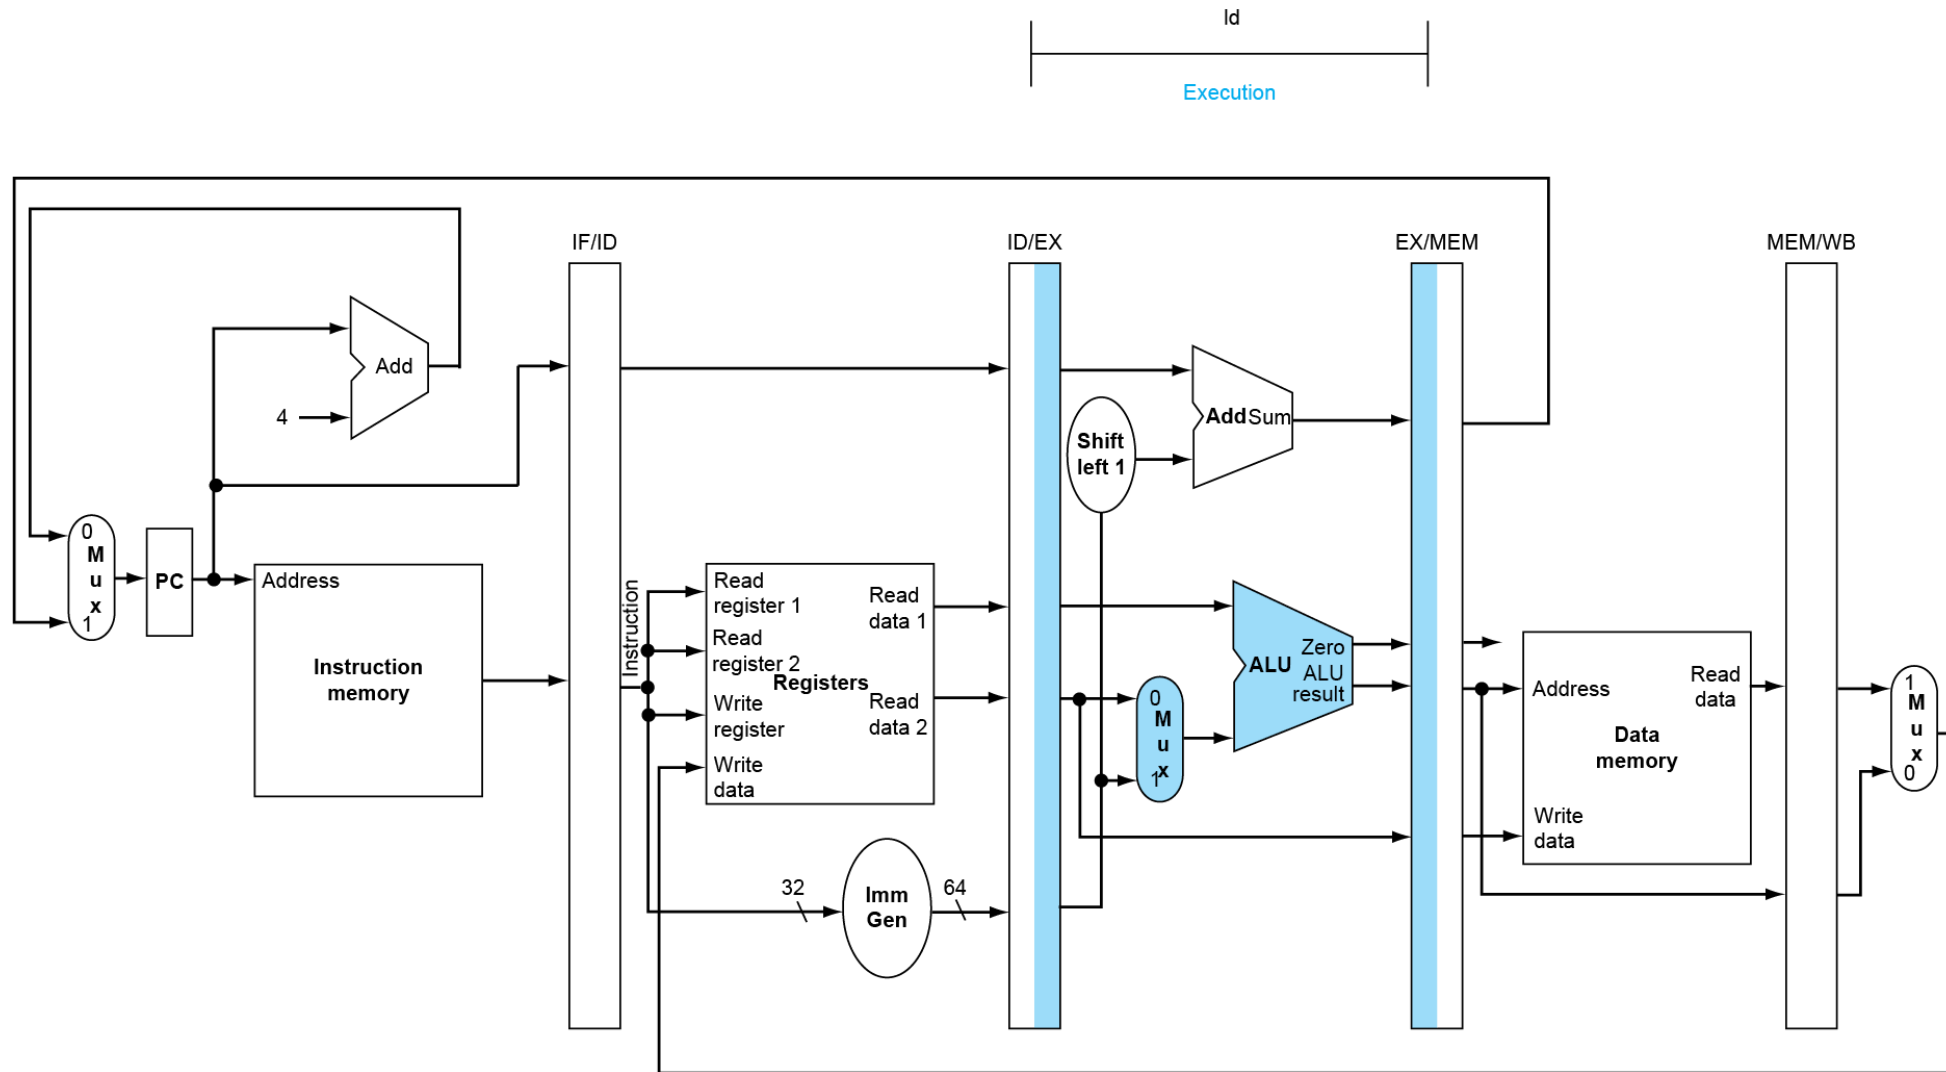 ld
Execution
IF/ID
ID/EX
EX/MEM
MEM/WB
Add
4
Add Sum
Shift
left 1
0
M
u
x
1
PC
Address
Instruction
memory
Instruction
Read
register 1
Read
register 2
Write
register
Write
data
Registers
Read
data 1
Read
data 2
32
Imm
Gen
64
0
M
u
x
1
ALU
Zero
ALU
result
Address
Read
data
Data
memory
Write
data
1
M
u
x
0